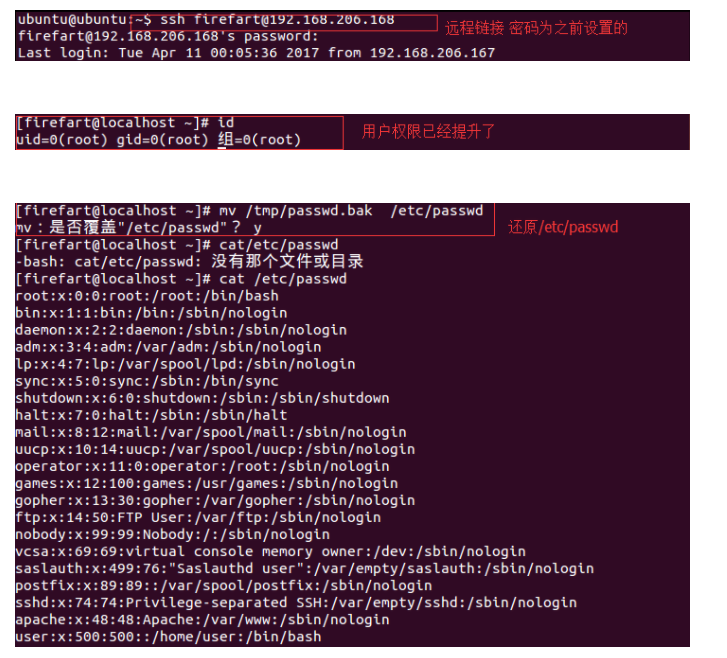 ubuntu@ubuntu:~$ ssh firefart@192.168.206.168
远程链接 密码为之前设置的
firefart@192.168.206.168's password:
Last login: Tue Apr 11 00:05:36 2017 from 192.168.206.167
[firefart@localhost ~]# id
uid=0(root) gid=0(root) 组=0(root)
用户权限已经提升了
[firefart@localhost ~]# mv /tmp/passwd.bak  /etc/passwd
mv：是否覆盖"/etc/passwd"？ y
还原/etc/passwd
[firefart@localhost ~]# cat/etc/passwd
-bash: cat/etc/passwd: 没有那个文件或目录
[firefart@localhost ~]# cat /etc/passwd
root:x:0:0:root:/root:/bin/bash
bin:x:1:1:bin:/bin:/sbin/nologin
daemon:x:2:2:daemon:/sbin:/sbin/nologin
adm:x:3:4:adm:/var/adm:/sbin/nologin
lp:x:4:7:lp:/var/spool/lpd:/sbin/nologin
sync:x:5:0:sync:/sbin:/bin/sync
shutdown:x:6:0:shutdown:/sbin:/sbin/shutdown
halt:x:7:0:halt:/sbin:/sbin/halt
mail:x:8:12:mail:/var/spool/mail:/sbin/nologin
uucp:x:10:14:uucp:/var/spool/uucp:/sbin/nologin
operator:x:11:0:operator:/root:/sbin/nologin
games:x:12:100:games:/usr/games:/sbin/nologin
gopher:x:13:30:gopher:/var/gopher:/sbin/nologin
ftp:x:14:50:FTP User:/var/ftp:/sbin/nologin
nobody:x:99:99:Nobody:/:/sbin/nologin
vcsa:x:69:69:virtual console memory owner:/dev:/sbin/nologin
saslauth:x:499:76:"Saslauthd user":/var/empty/saslauth:/sbin/nologin
postfix:x:89:89::/var/spool/postfix:/sbin/nologin
sshd:x:74:74:Privilege-separated SSH:/var/empty/sshd:/sbin/nologin
apache:x:48:48:Apache:/var/www:/sbin/nologin
user:x:500:500::/home/user:/bin/bash